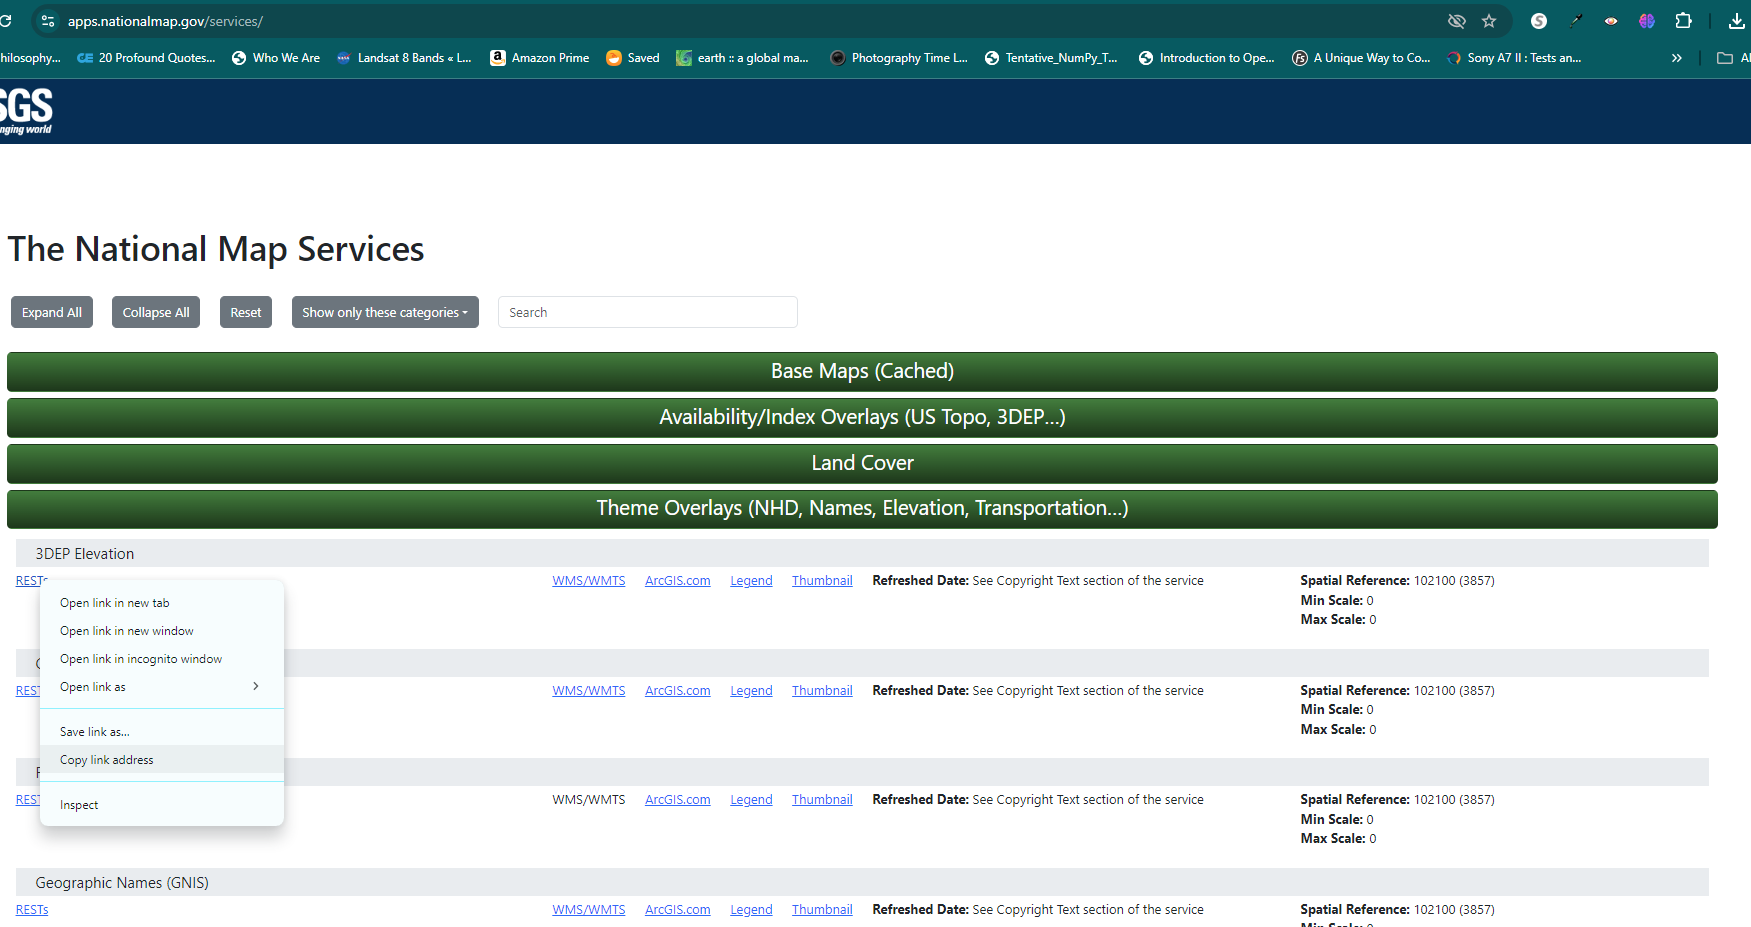 apps.nationalmap.gov/services/
hilosophy... 20 Profound Quotes... Who We Are Landsat 8 Bands « L... Amazon Prime Saved earth :: a global ma... Photography Time L... Tentative_NumPy_T... Introduction to Ope... A Unique Way to Co... Sony A7 II : Tests an... »
GS
nging world
The National Map Services
Expand All Collapse All Reset Show only these categories Search
Base Maps (Cached)
Availability/Index Overlays (US Topo, 3DEP...)
Land Cover
Theme Overlays (NHD, Names, Elevation, Transportation...)
3DEP Elevation
RESTs WMS/WMTS ArcGIS.com Legend Thumbnail Refreshed Date: See Copyright Text section of the service Spatial Reference: 102100 (3857)
Min Scale: 0
Max Scale: 0
Open link in new tab
Open link in new window
Open link in incognito window
Open link as
Save link as...
Copy link address
Inspect
REST WMS/WMTS ArcGIS.com Legend Thumbnail Refreshed Date: See Copyright Text section of the service Spatial Reference: 102100 (3857)
Min Scale: 0
Max Scale: 0
REST WMS/WMTS ArcGIS.com Legend Thumbnail Refreshed Date: See Copyright Text section of the service Spatial Reference: 102100 (3857)
Min Scale: 0
Max Scale: 0
Geographic Names (GNIS)
RESTs WMS/WMTS ArcGIS.com Legend Thumbnail Refreshed Date: See Copyright Text section of the service Spatial Reference: 102100 (3857)